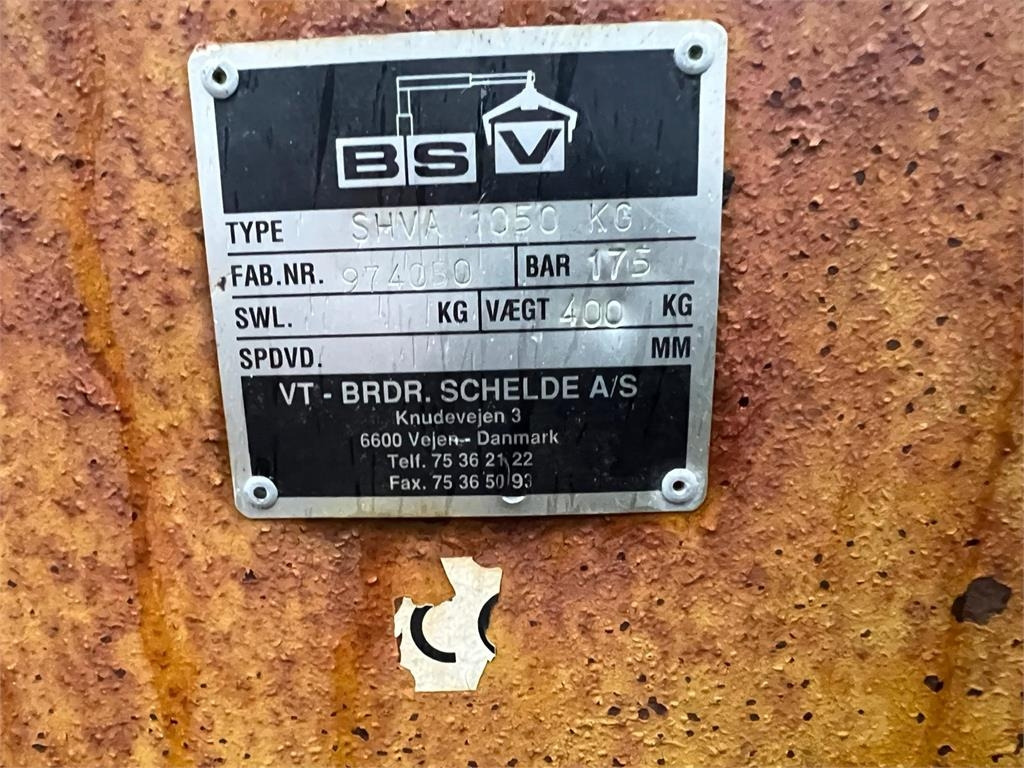 BSV
TYPE SHVA 1050 KG
FAB.NR. 974050 BAR 175
SWL. KG VÆGT 400 KG
SPDVD. MM
VT - BRDR. SCHELDE A/S
Knudevejen 3
6600 Vejen - Danmark
Telf. 75 36 21 22
Fax. 75 36 50 93